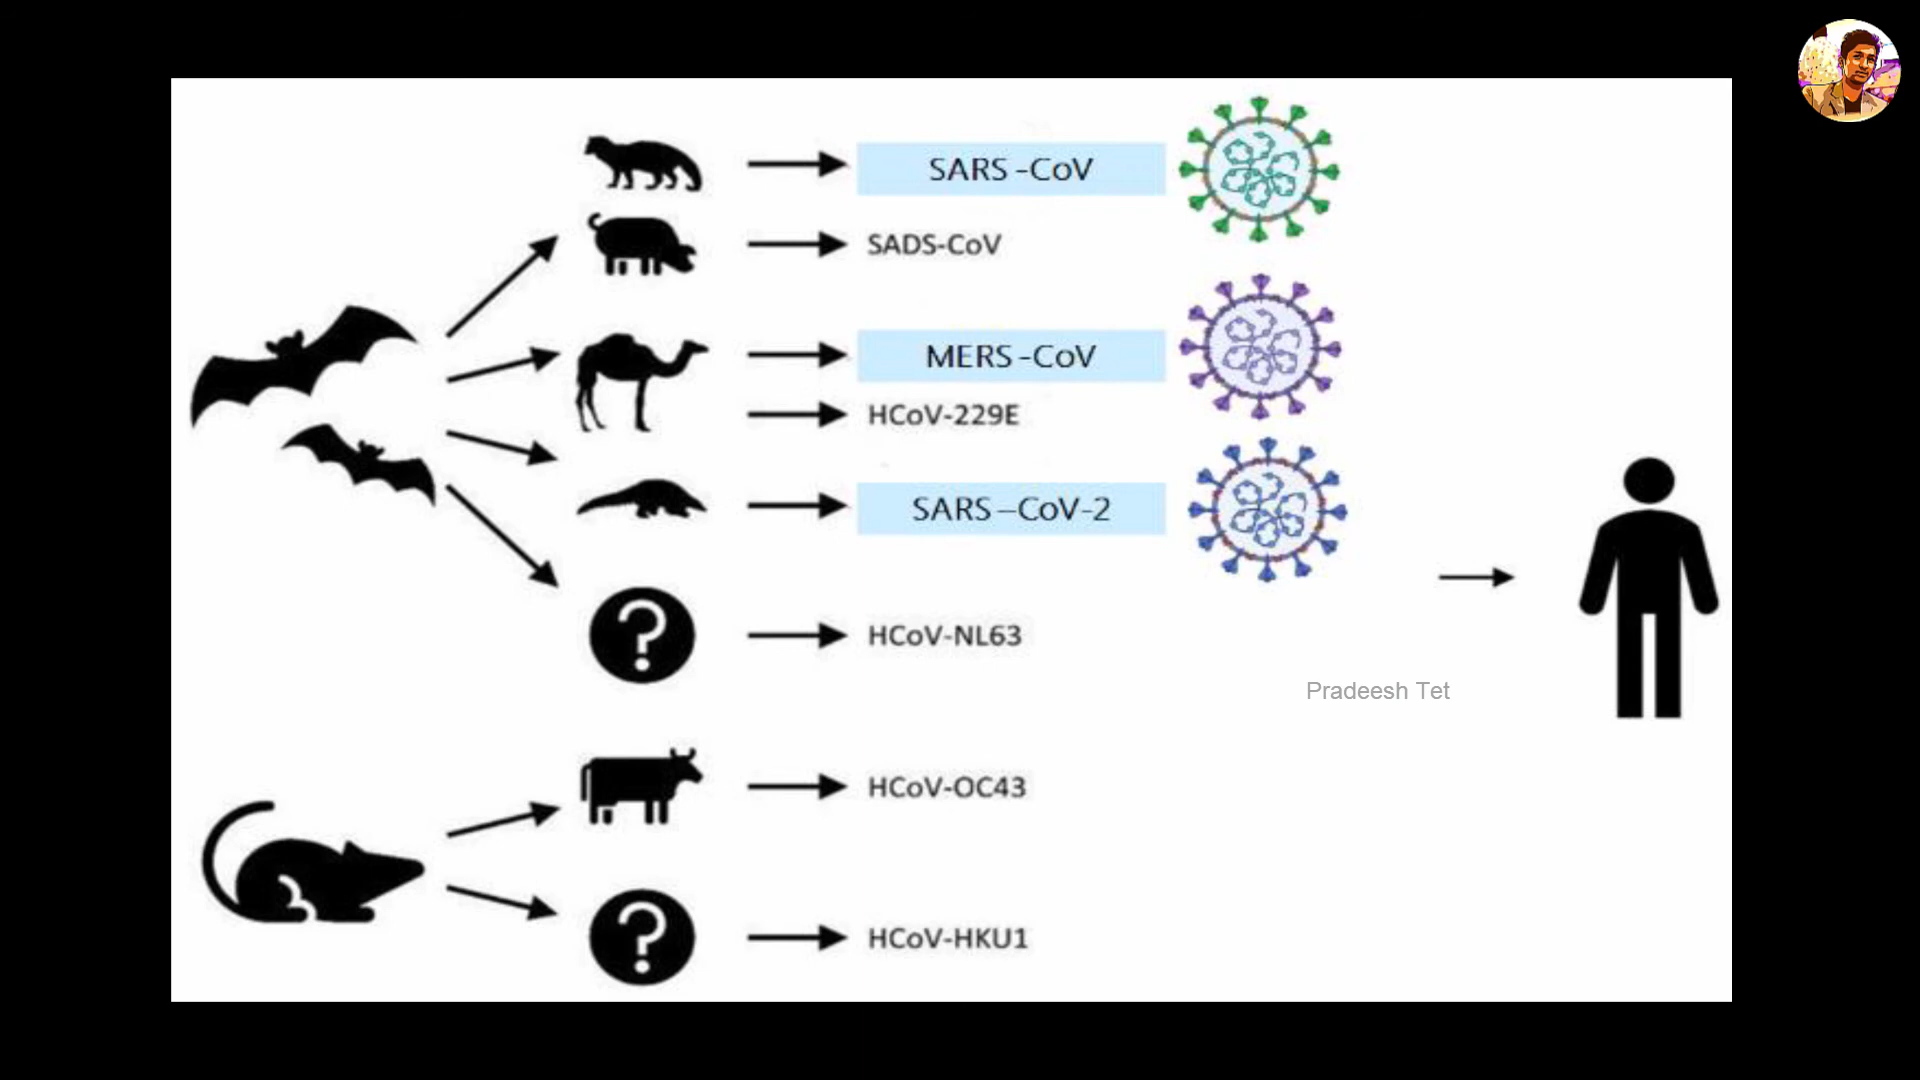 SARS-CoV
SADS-CoV
MERS-CoV
HCoV-229E
SARS–CoV-2
?
HCoV-NL63
Pradeesh Tet
HCoV-OC43
?
HCoV-HKU1